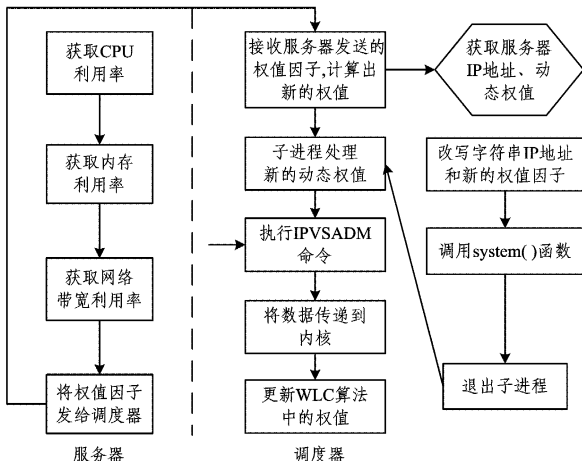 获取CPU
利用率
获取内存
利用率
获取网络
带宽利用率
将权值因子
发给调度器
服务器
接收服务器发送的
权值因子,计算出
新的权值
子进程处理
新的动态权值
执行IPVSADM
命令
将数据传递到
内核
更新WLC算法
中的权值
调度器
获取服务器
IP地址、动
态权值
改写字符串IP地址
和新的权值因子
调用system( )函数
退出子进程